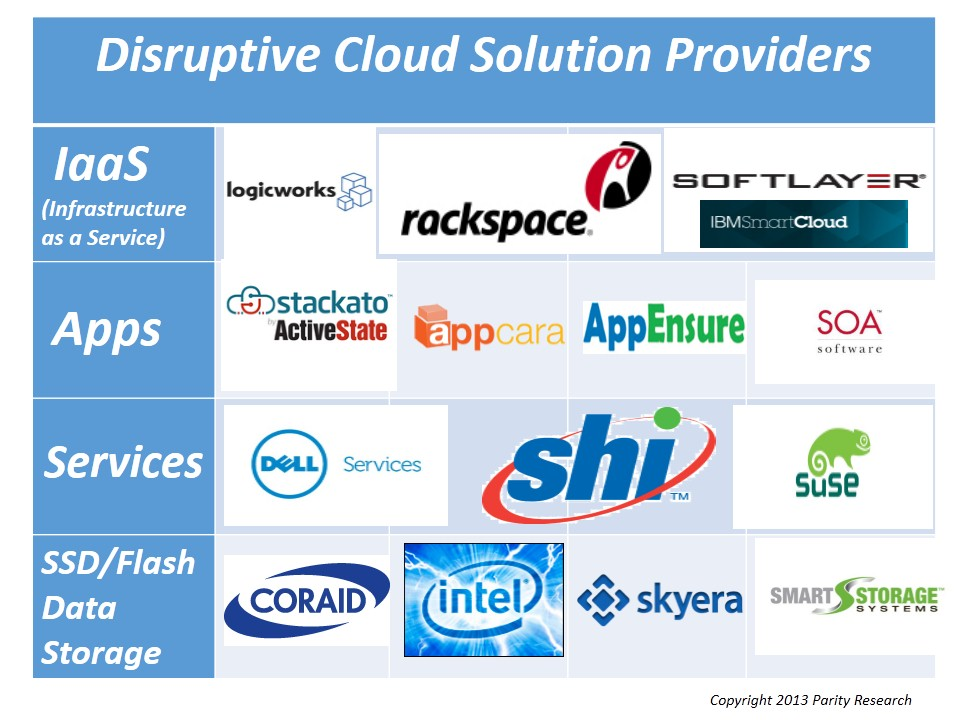 Disruptive Cloud Solution Providers
IaaS
(Infrastructure
as a Service)
logicworks
rackspace.
SOFTLAYER®
IBMSmartCloud
Apps
stackato™
by ActiveState
appcara
AppEnsure
SOA™
software
Services
DELL Services
shi™
SUSE
SSD/Flash
Data
Storage
CORAID
intel
skyera
SMART STORAGE™
SYSTEMS
Copyright 2013 Parity Research